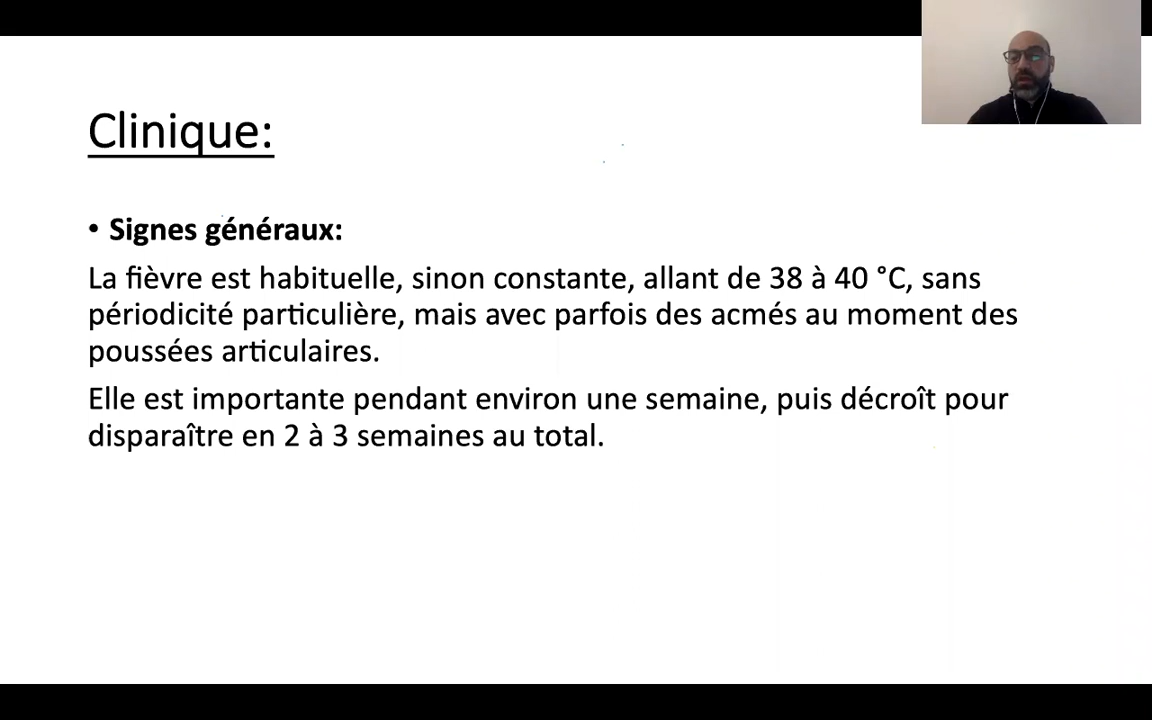 Clinique:
• Signes généraux:
La fièvre est habituelle, sinon constante, allant de 38 à 40 °C, sans
périodicité particulière, mais avec parfois des acmés au moment des
poussées articulaires.
Elle est importante pendant environ une semaine, puis décroît pour
disparaître en 2 à 3 semaines au total.